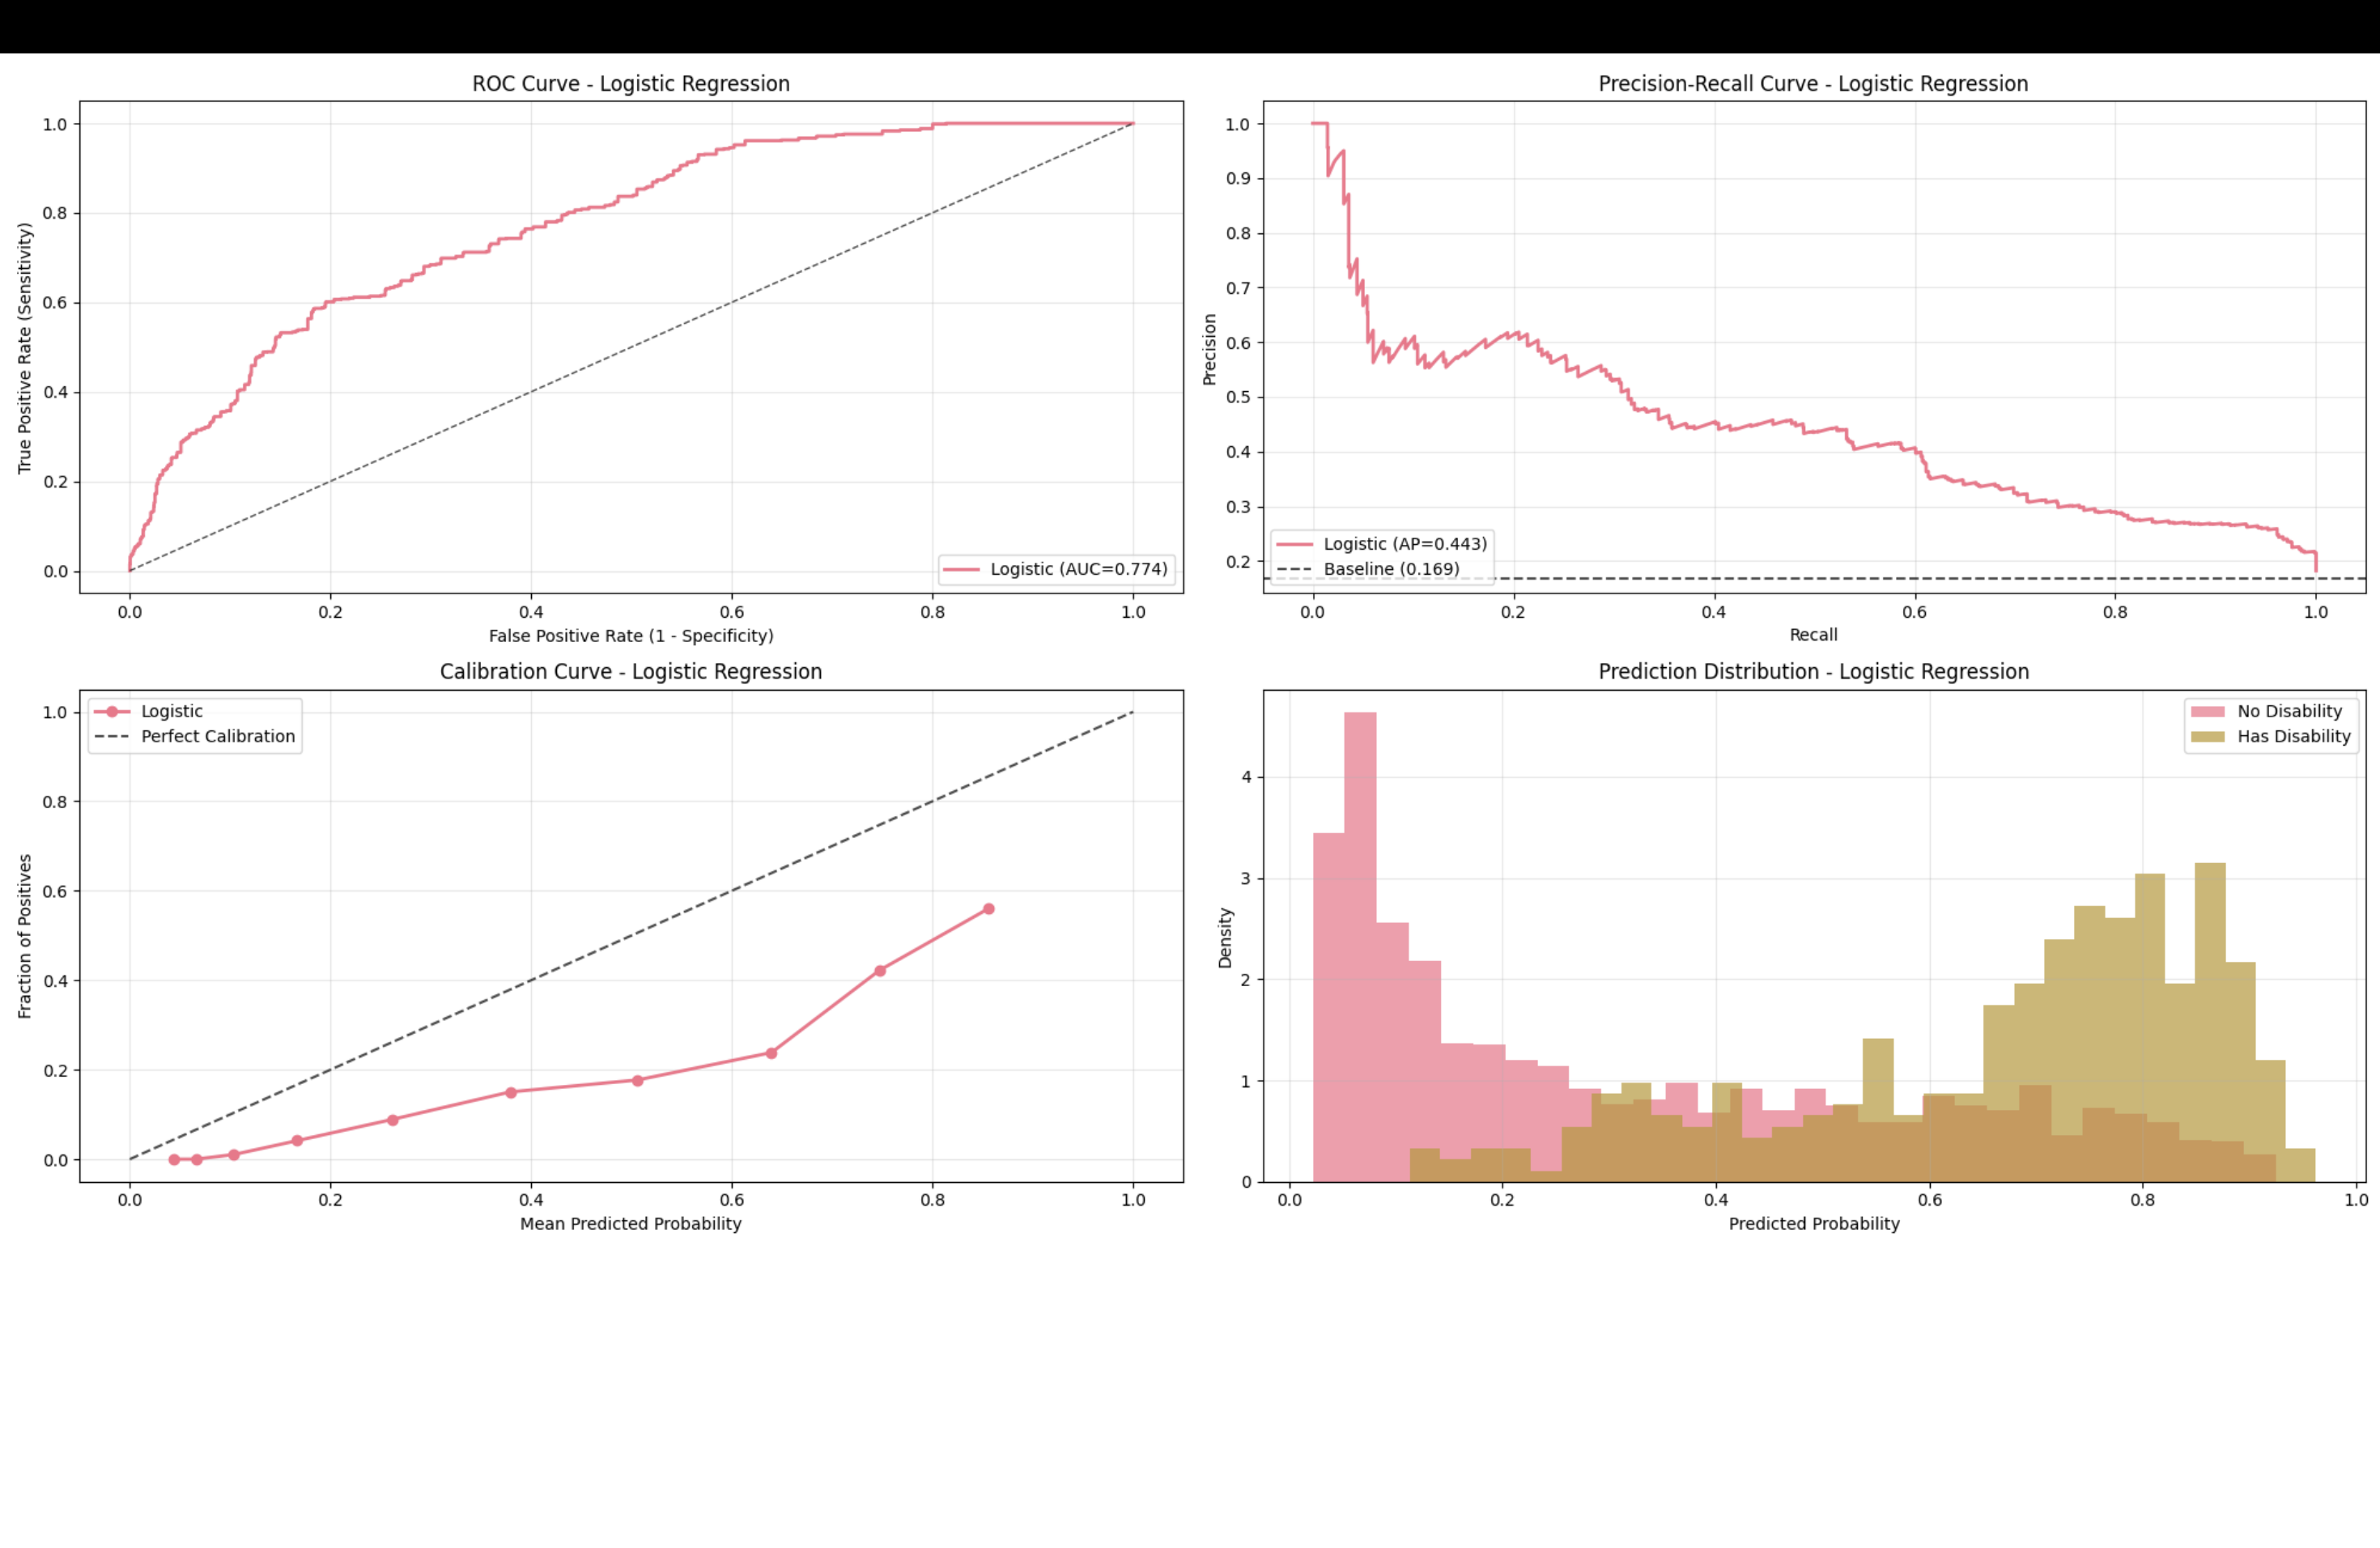 ROC Curve - Logistic Regression
True Positive Rate (Sensitivity)
1.0
0.8
0.6
0.4
0.2
0.0
Logistic (AUC=0.774)
0.0 0.2 0.4 0.6 0.8 1.0
False Positive Rate (1 - Specificity)
Precision-Recall Curve - Logistic Regression
Precision
1.0
0.9
0.8
0.7
0.6
0.5
0.4
0.3
0.2
Logistic (AP=0.443)
Baseline (0.169)
0.0 0.2 0.4 0.6 0.8 1.0
Recall
Calibration Curve - Logistic Regression
Fraction of Positives
1.0
0.8
0.6
0.4
0.2
0.0
Logistic
Perfect Calibration
0.0 0.2 0.4 0.6 0.8 1.0
Mean Predicted Probability
Prediction Distribution - Logistic Regression
Density
4
3
2
1
0
No Disability
Has Disability
0.0 0.2 0.4 0.6 0.8 1.0
Predicted Probability